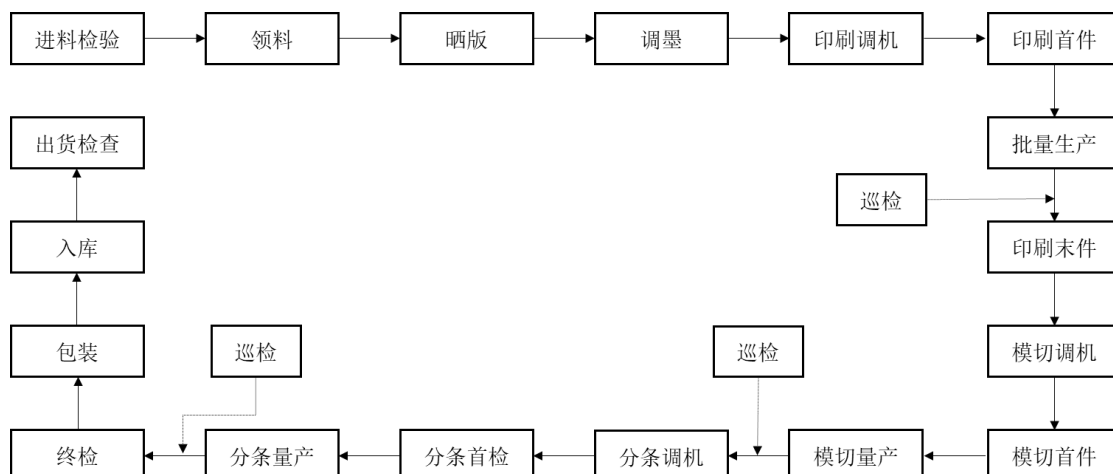 进料检验
领料
晒版
调墨
印刷调机
印刷首件
出货检查
批量生产
巡检
入库
印刷末件
包装
巡检
巡检
模切调机
终检
分条量产
分条首检
分条调机
模切量产
模切首件